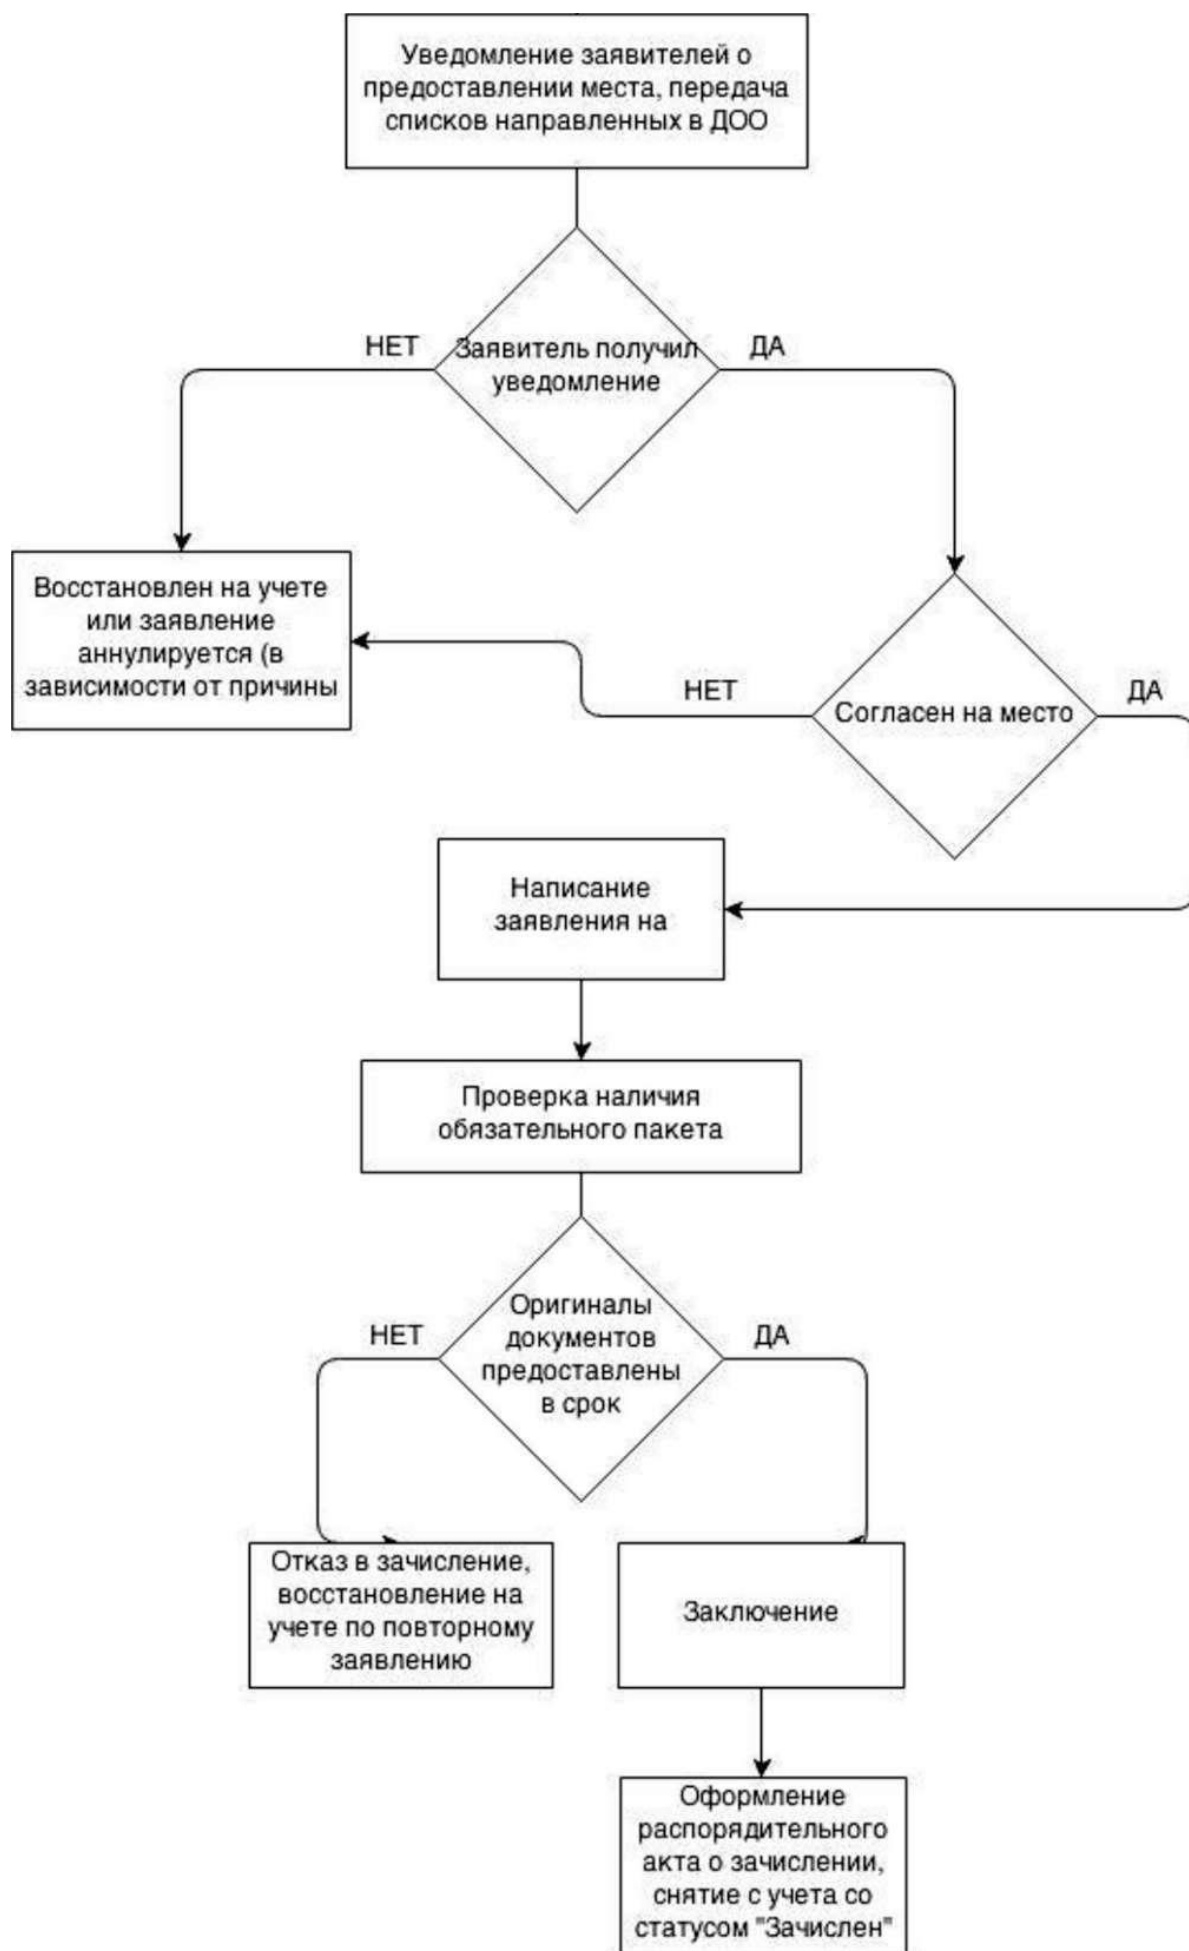 Уведомление заявителей о
предоставлении места, передача
списков направленных в ДОО
НЕТ
Заявитель получил
уведомление
ДА
Восстановлен на учете
или заявление
аннулируется (в
зависимости от причины
НЕТ
Согласен на место
ДА
Написание
заявления на
Проверка наличия
обязательного пакета
НЕТ
Оригиналы
документов
предоставлены
в срок
ДА
Отказ в зачисление,
восстановление на
учете по повторному
заявлению
Заключение
Оформление
распорядительного
акта о зачислении,
снятие с учета со
статусом "Зачислен"